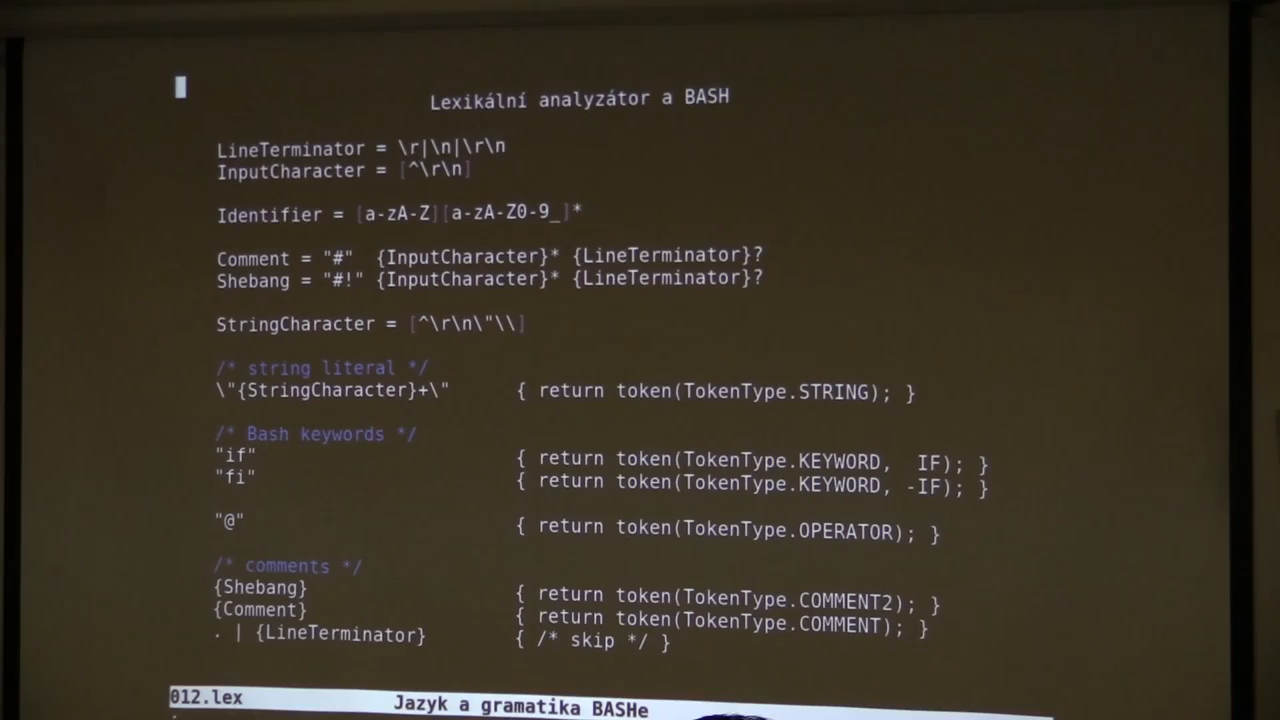 Lexikální analyzátor a BASH
LineTerminator = \r|\n|\r\n
InputCharacter = [^\r\n]
Identifier = [a-zA-Z][a-zA-Z0-9_]*
Comment = "#"  {InputCharacter}* {LineTerminator}?
Shebang = "#!" {InputCharacter}* {LineTerminator}?
StringCharacter = [^\r\n\"\\]
/* string literal */
\"{StringCharacter}+\" { return token(TokenType.STRING); }
/* Bash keywords */
"if" { return token(TokenType.KEYWORD,  IF); }
"fi" { return token(TokenType.KEYWORD, -IF); }
"@" { return token(TokenType.OPERATOR); }
/* comments */
{Shebang} { return token(TokenType.COMMENT2); }
{Comment} { return token(TokenType.COMMENT); }
. | {LineTerminator} { /* skip */ }
012.lex Jazyk a gramatika BASHe